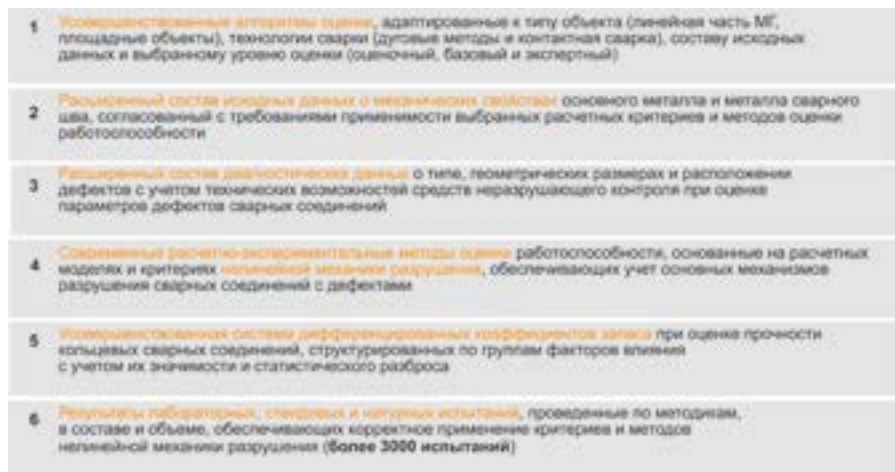 1 Усовершенствованные алгоритмы оценки, адаптированные к типу объекта (линейная часть МГ,
площадные объекты), технологии сварки (дуговые методы и контактная сварка), составу исходных
данных и выбранному уровню оценки (оценочный, базовый и экспертный)
2 Расширенный состав исходных данных о механических свойствах основного металла и металла сварного
шва, согласованный с требованиями применимости выбранных расчетных критериев и методов оценки
работоспособности
3 Расширенный состав диагностических данных о типе, геометрических размерах и расположении
дефектов с учетом технических возможностей средств неразрушающего контроля при оценке
параметров дефектов сварных соединений
4 Современные расчетно-экспериментальные методы оценки работоспособности, основанные на расчетных
моделях и критериях нелинейной механики разрушения, обеспечивающих учет основных механизмов
разрушения сварных соединений с дефектами
5 Усовершенствованная система дифференцированных коэффициентов запаса при оценке прочности
кольцевых сварных соединений, структурированных по группам факторов влияния
с учетом их значимости и статистического разброса
6 Результаты лабораторных, стендовых и натурных испытаний, проведенные по методикам,
в составе и объеме, обеспечивающих корректное применение критериев и методов
нелинейной механики разрушения (более 3000 испытаний)